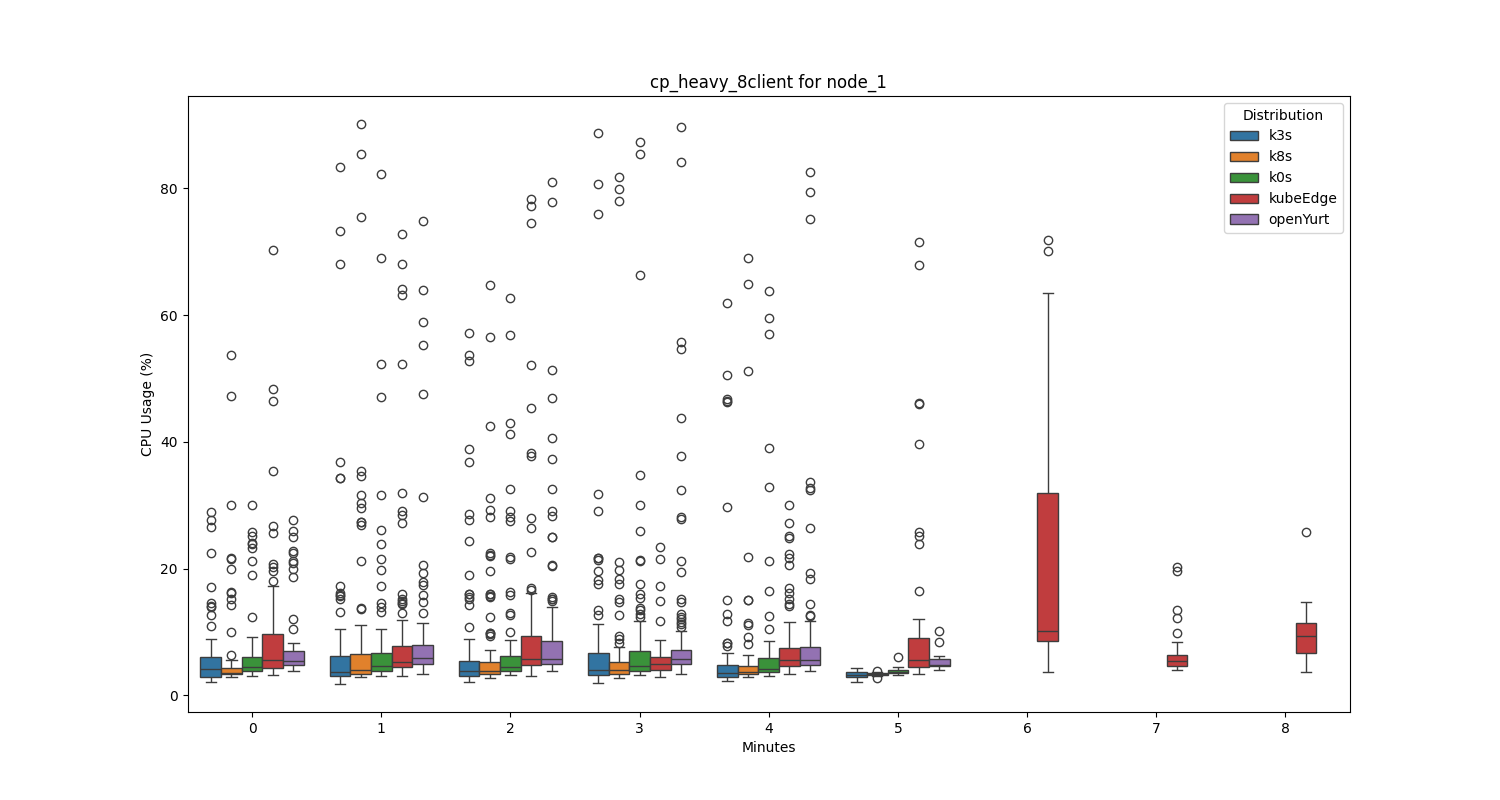 cp_heavy_8client for node_1
Distribution
k3s
k8s
k0s
kubeEdge
openYurt
CPU Usage (%)
80
60
40
20
0
0 1 2 3 4 5 6 7 8
Minutes